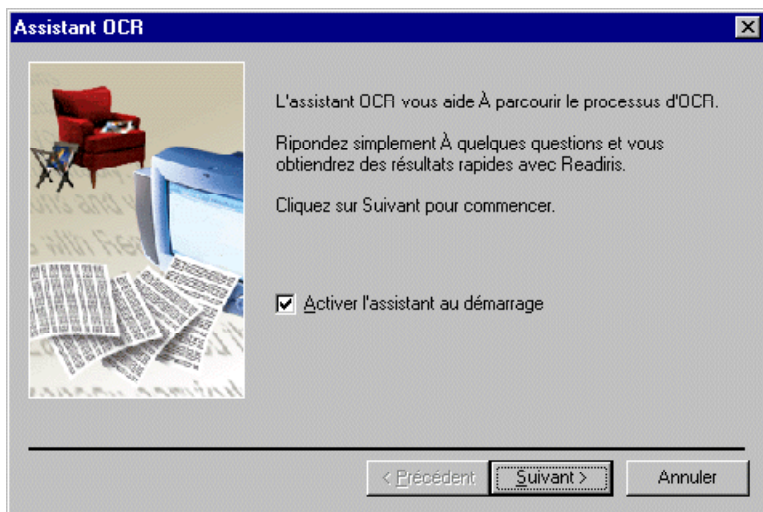 Assistant OCR
L'assistant OCR vous aide À parcourir le processus d'OCR.
Ripondez simplement À quelques questions et vous
obtiendrez des résultats rapides avec Readiris.
Cliquez sur Suivant pour commencer.
Activer l'assistant au démarrage
< Précédent
Suivant >
Annuler